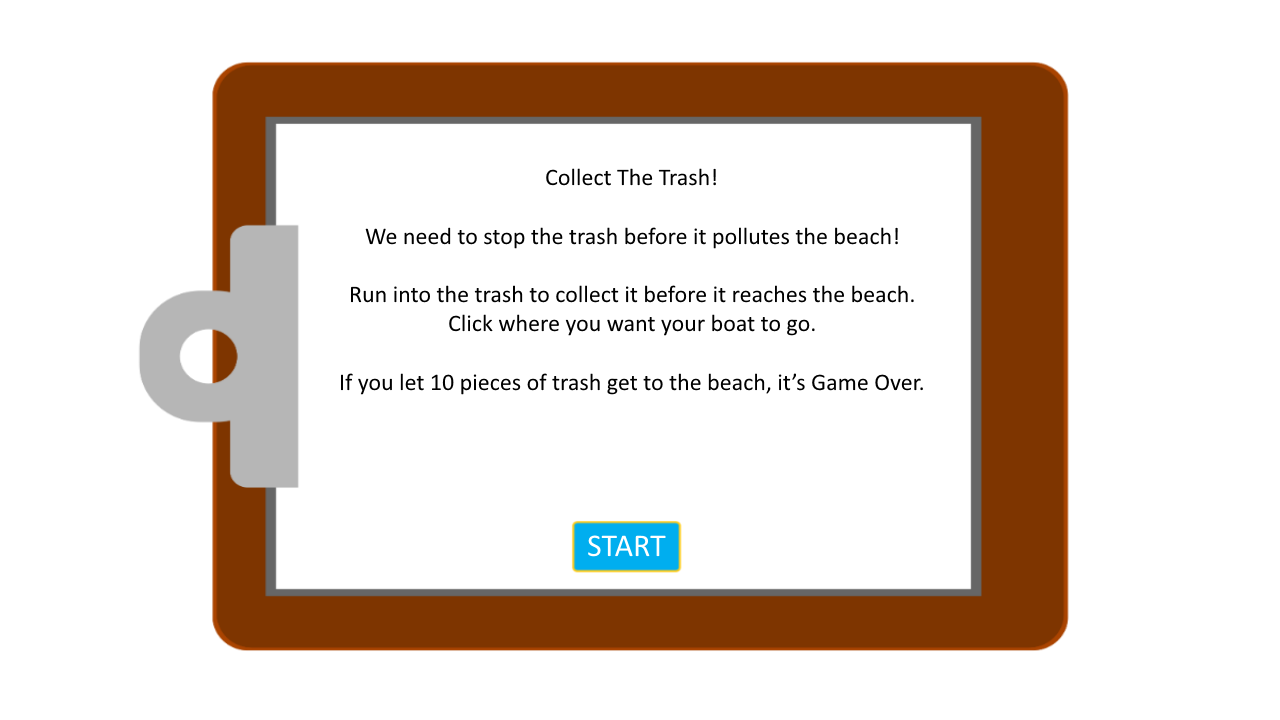 Collect The Trash!
We need to stop the trash before it pollutes the beach!
Run into the trash to collect it before it reaches the beach.
Click where you want your boat to go.
If you let 10 pieces of trash get to the beach, it’s Game Over.
START